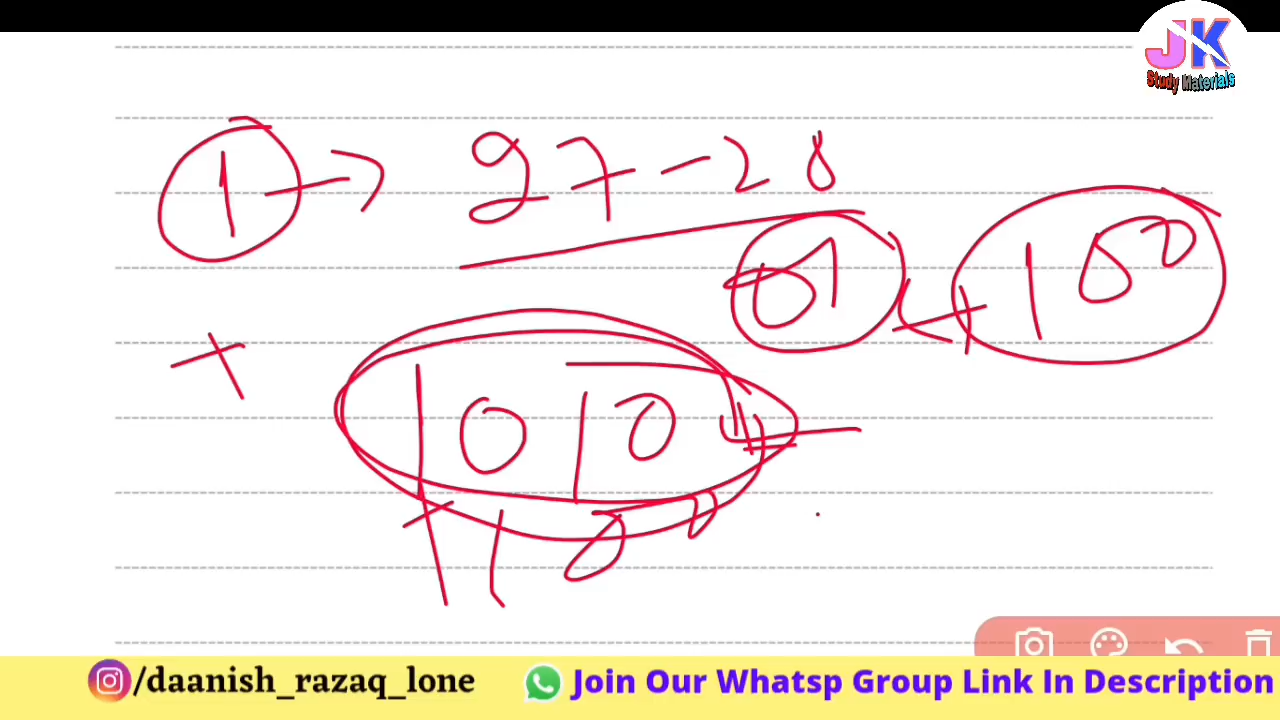 JK
Study Materials
1 → 27-28
01 ← + 100
+ 1010
+ 100
/daanish_razaq_lone Join Our Whatsp Group Link In Description